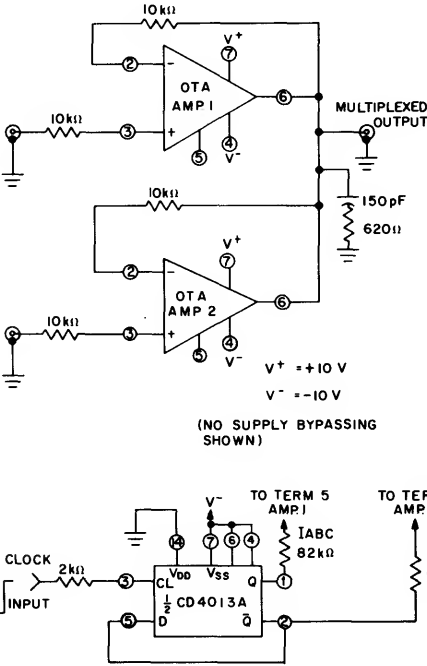 10kΩ
V+
7
2
-
OTA
AMP.1
6
MULTIPLEXED
OUTPUT
10kΩ
3
+
5
4
V-
10kΩ
150pF
620Ω
V+
7
2
-
OTA
AMP 2
6
10kΩ
3
+
5
4
V-
V+ = +10 V
V- = -10 V
(NO SUPPLY BYPASSING
SHOWN)
V-
TO TERM 5
AMP.1
IABC
82kΩ
14
7
6
4
CLOCK
INPUT
2kΩ
3
CL
VDD
VSS
Q
1
½
CD4013A
5
D
Q̅
2